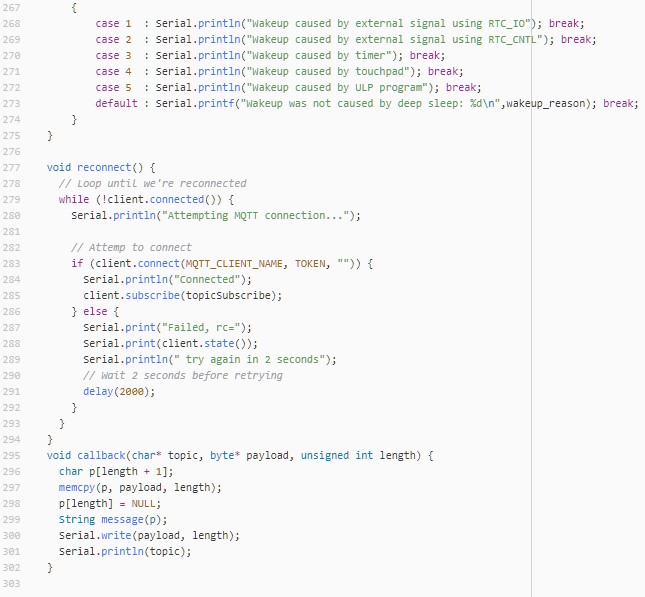 267 {
268 case 1 : Serial.println("Wakeup caused by external signal using RTC_IO"); break;
269 case 2 : Serial.println("Wakeup caused by external signal using RTC_CNTL"); break;
270 case 3 : Serial.println("Wakeup caused by timer"); break;
271 case 4 : Serial.println("Wakeup caused by touchpad"); break;
272 case 5 : Serial.println("Wakeup caused by ULP program"); break;
273 default : Serial.printf("Wakeup was not caused by deep sleep: %d\n",wakeup_reason); break;
274 }
275 }
276
277 void reconnect() {
278 // Loop until we're reconnected
279 while (!client.connected()) {
280 Serial.println("Attempting MQTT connection...");
281
282 // Attemp to connect
283 if (client.connect(MQTT_CLIENT_NAME, TOKEN, "")) {
284 Serial.println("Connected");
285 client.subscribe(topicSubscribe);
286 } else {
287 Serial.print("Failed, rc=");
288 Serial.print(client.state());
289 Serial.println(" try again in 2 seconds");
290 // Wait 2 seconds before retrying
291 delay(2000);
292 }
293 }
294 }
295 void callback(char* topic, byte* payload, unsigned int length) {
296 char p[length + 1];
297 memcpy(p, payload, length);
298 p[length] = NULL;
299 String message(p);
300 Serial.write(payload, length);
301 Serial.println(topic);
302 }
303